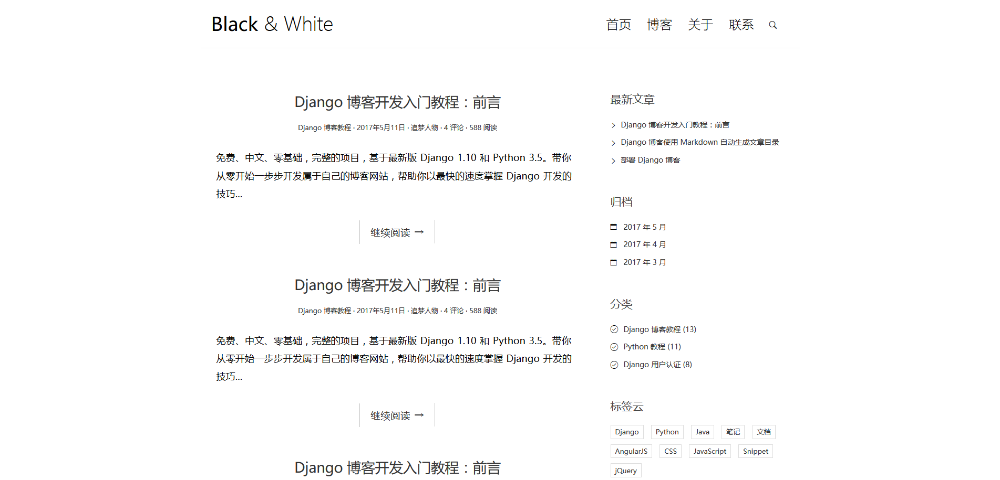 Black & White
首页 博客 关于 联系
Django 博客开发入门教程：前言
Django 博客教程 · 2017年5月11日 · 追梦人物 · 4 评论 · 588 阅读
免费、中文、零基础，完整的项目，基于最新版 Django 1.10 和 Python 3.5。带你
从零开始一步步开发属于自己的博客网站，帮助你以最快的速度掌握 Django 开发的
技巧...
继续阅读 →
Django 博客开发入门教程：前言
Django 博客教程 · 2017年5月11日 · 追梦人物 · 4 评论 · 588 阅读
免费、中文、零基础，完整的项目，基于最新版 Django 1.10 和 Python 3.5。带你
从零开始一步步开发属于自己的博客网站，帮助你以最快的速度掌握 Django 开发的
技巧...
继续阅读 →
Django 博客开发入门教程：前言
最新文章
Django 博客开发入门教程：前言
Django 博客使用 Markdown 自动生成文章目录
部署 Django 博客
归档
2017 年 5 月
2017 年 4 月
2017 年 3 月
分类
Django 博客教程 (13)
Python 教程 (11)
Django 用户认证 (8)
标签云
Django Python Java 笔记 文档
AngularJS CSS JavaScript Snippet
jQuery